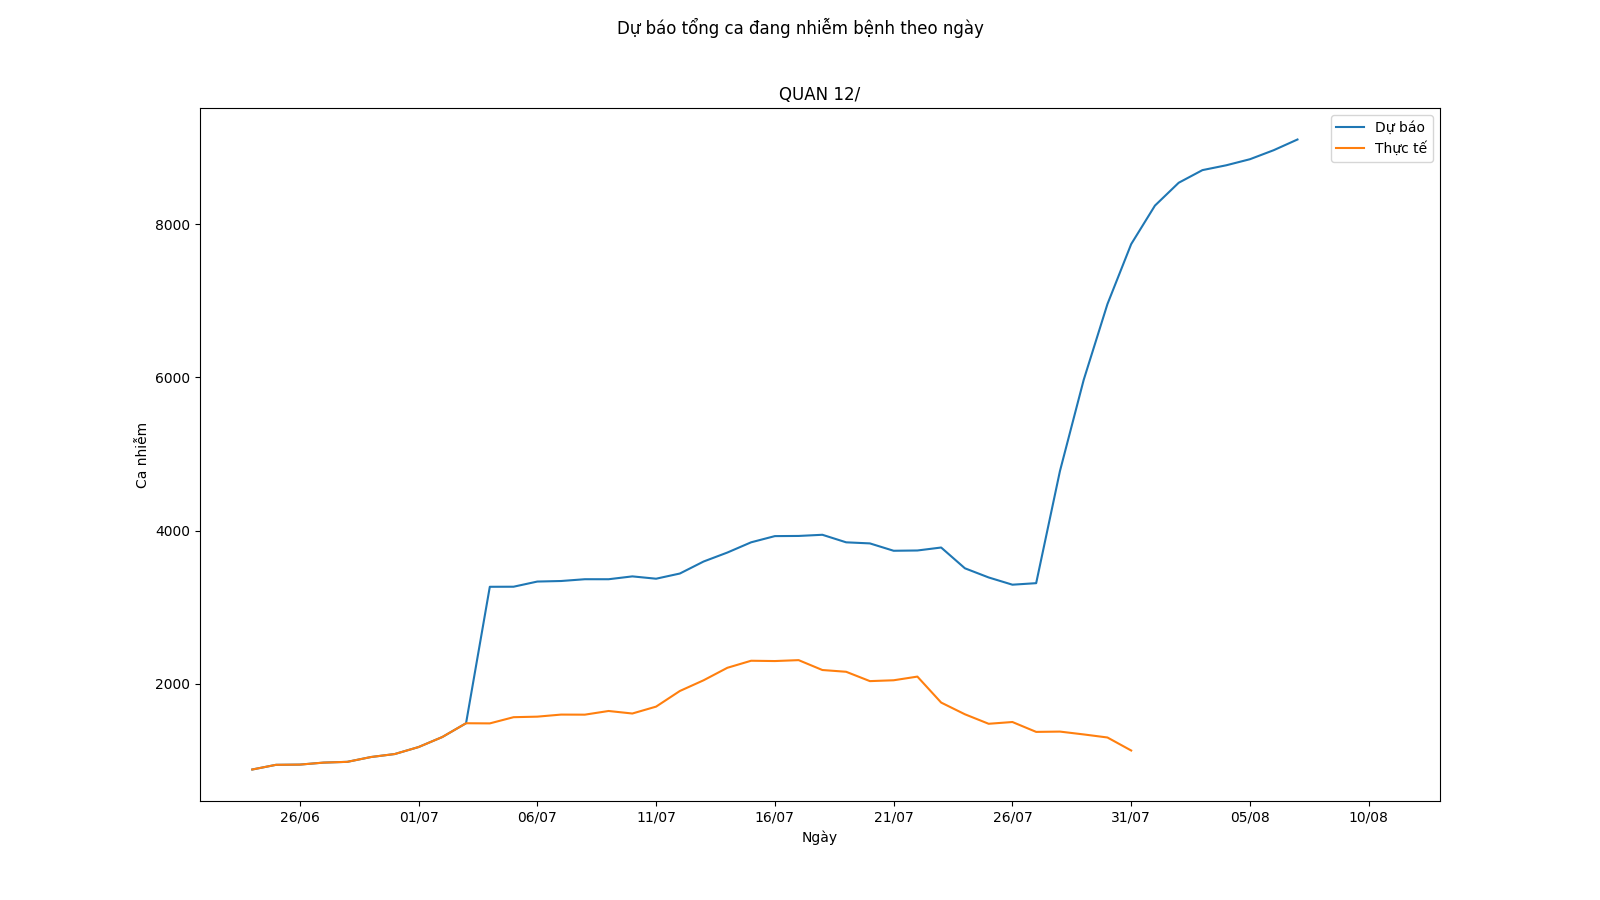 Dự báo tổng ca đang nhiễm bệnh theo ngày
QUAN 12/
Dự báo
Thực tế
8000
6000
4000
2000
Ca nhiễm
26/06
01/07
06/07
11/07
16/07
21/07
26/07
31/07
05/08
10/08
Ngày